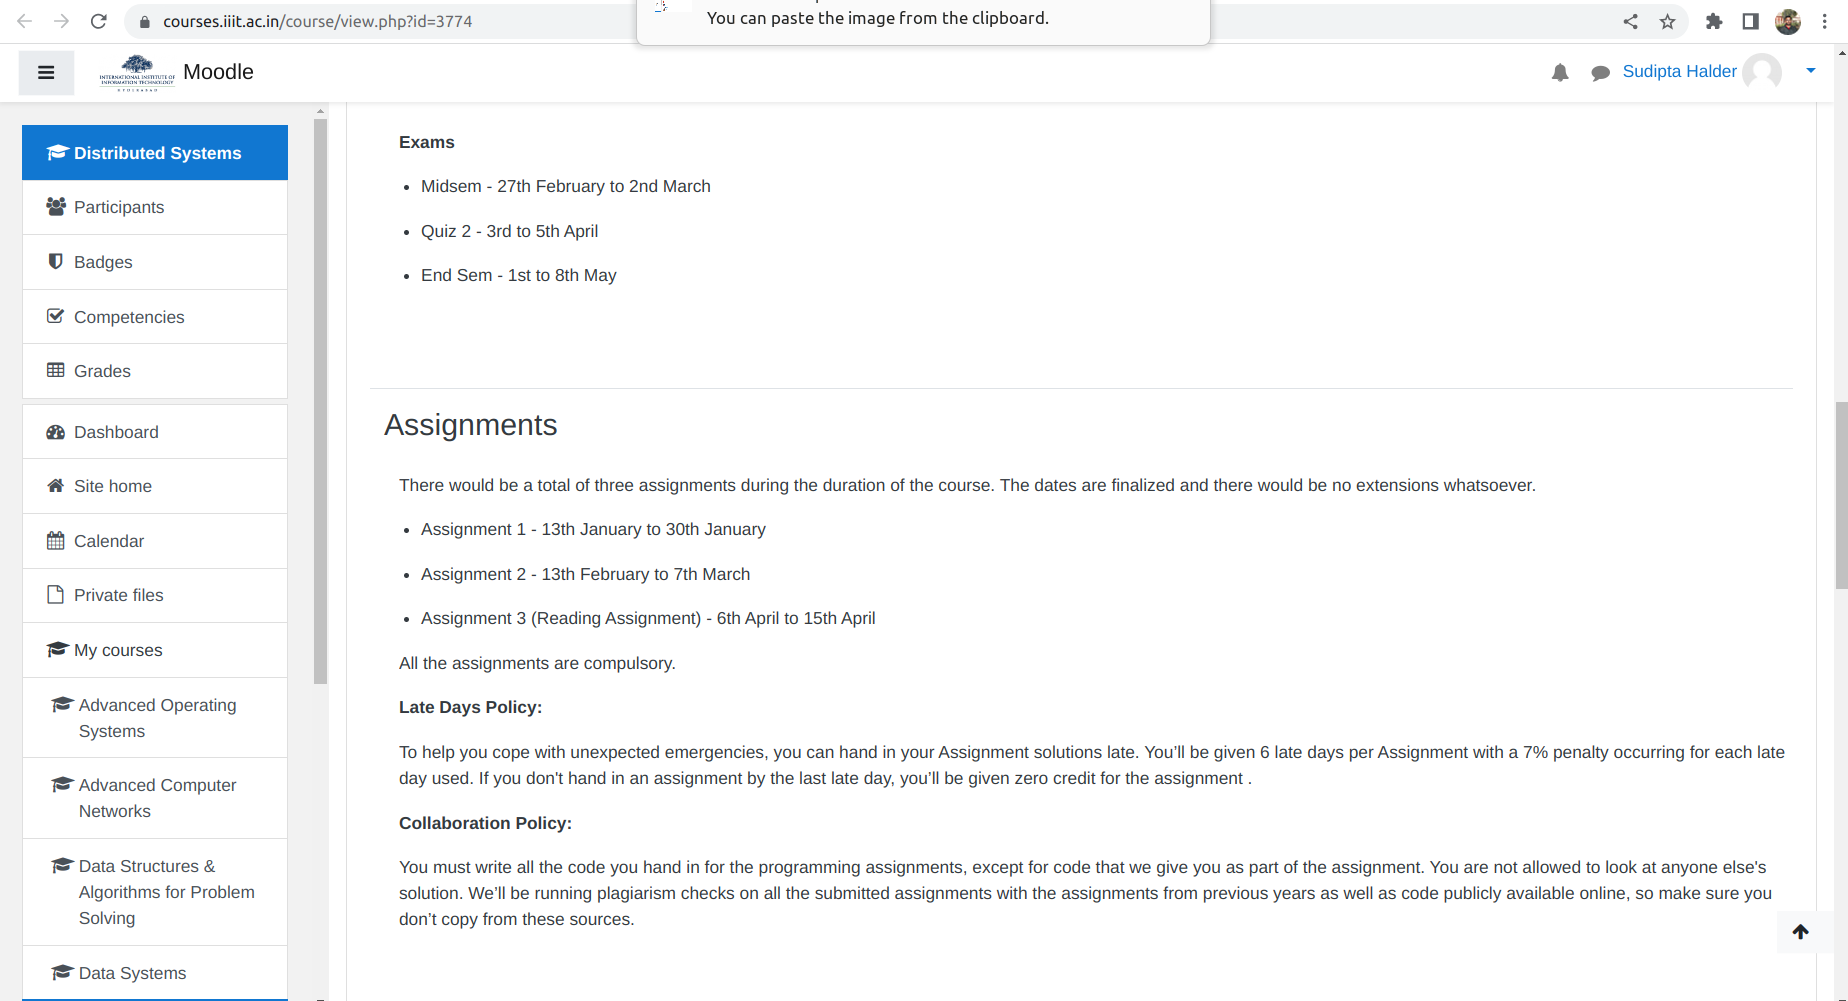 courses.iiit.ac.in/course/view.php?id=3774
You can paste the image from the clipboard.
INTERNATIONAL INSTITUTE OF
INFORMATION TECHNOLOGY
HYDERABAD
Moodle
Sudipta Halder
Distributed Systems
Participants
Badges
Competencies
Grades
Dashboard
Site home
Calendar
Private files
My courses
Advanced Operating
Systems
Advanced Computer
Networks
Data Structures &
Algorithms for Problem
Solving
Data Systems
Exams
Midsem - 27th February to 2nd March
Quiz 2 - 3rd to 5th April
End Sem - 1st to 8th May
Assignments
There would be a total of three assignments during the duration of the course. The dates are finalized and there would be no extensions whatsoever.
Assignment 1 - 13th January to 30th January
Assignment 2 - 13th February to 7th March
Assignment 3 (Reading Assignment) - 6th April to 15th April
All the assignments are compulsory.
Late Days Policy:
To help you cope with unexpected emergencies, you can hand in your Assignment solutions late. You’ll be given 6 late days per Assignment with a 7% penalty occurring for each late
day used. If you don't hand in an assignment by the last late day, you’ll be given zero credit for the assignment .
Collaboration Policy:
You must write all the code you hand in for the programming assignments, except for code that we give you as part of the assignment. You are not allowed to look at anyone else's
solution. We’ll be running plagiarism checks on all the submitted assignments with the assignments from previous years as well as code publicly available online, so make sure you
don’t copy from these sources.